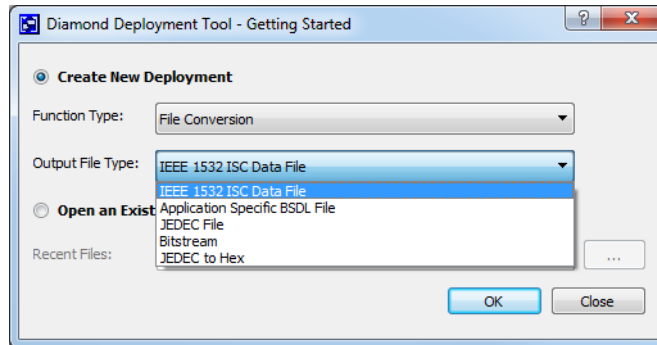 Diamond Deployment Tool - Getting Started
Create New Deployment
Function Type: File Conversion
Output File Type: IEEE 1532 ISC Data File
IEEE 1532 ISC Data File
Application Specific BSDL File
Open an Exist
JEDEC File
Bitstream
JEDEC to Hex
Recent Files: ...
OK Close